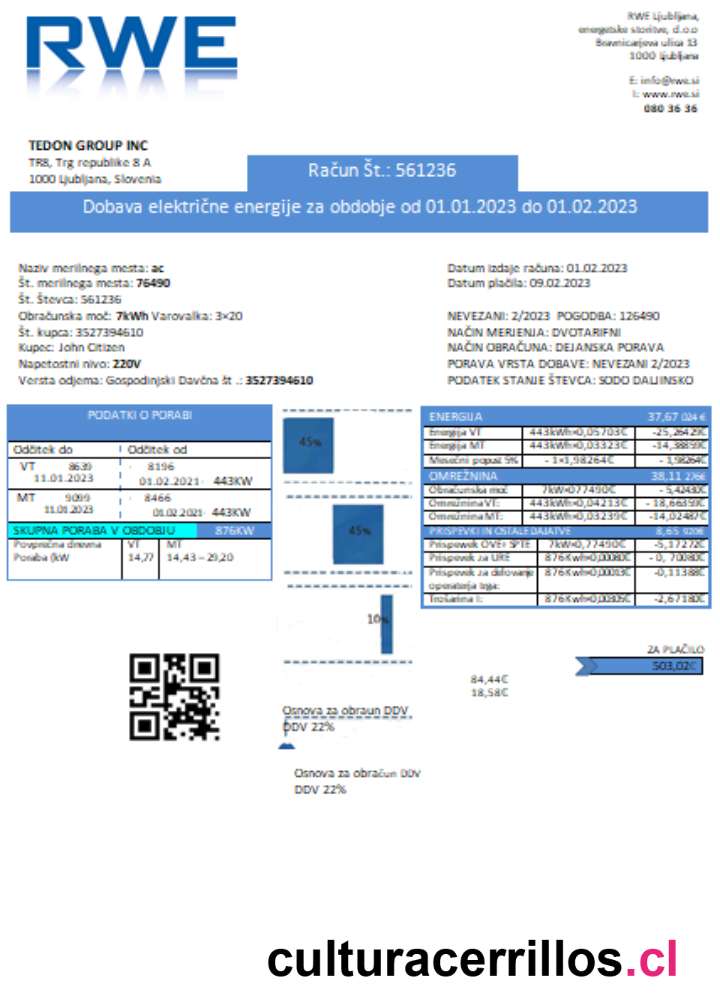 RWE
RWE Ljubljana,
energetske storitve, d.o.o
Bravnicarjeva ulica 13
1000 Ljubljana
E: info@rwe.si
I: www.rwe.si
080 36 36
TEDON GROUP INC
TR8, Trg republike 8 A
1000 Ljubljana, Slovenia
Račun Št.: 561236
Dobava električne energije za obdobje od 01.01.2023 do 01.02.2023
Naziv merilnega mesta: ac
Št. merilnega mesta: 76490
Št. Števca: 561236
Obračunska moč: 7kWh Varovalka: 3×20
Št. kupca: 3527394610
Kupec: John Citizen
Napetostni nivo: 220V
Versta odjema: Gospodinjski Davčna št .: 3527394610
Datum izdaje računa: 01.02.2023
Datum plačila: 09.02.2023
NEVEZANI: 2/2023 POGODBA: 126490
NAČIN MERJENJA: DVOTARIFNI
NAČIN OBRAČUNA: DEJANSKA PORAVA
PORAVA VRSTA DOBAVE: NEVEZANI 2/2023
PODATEK STANJE ŠTEVCA: SODO DALJINSKO
PODATKI O PORABI
Odčitek do Odčitek od
VT 8639 8196
11.01.2023 01.02.2021 443KW
MT 9099 8466
11.01.2023 01.02.2021 443KW
SKUPNA PORABA V OBDOBJU 876KW
Povprečna dnevna VT MT
Poraba (kW 14,77 14,43 – 29,20
45%
45%
10%
ENERGIJA 37,67 024 €
Energija VT 443kWh×0,05703€ -25,26429€
Energija MT 443kWh×0,03323€ -14,38859€
Mesečni popust 5% - 1×1,98264€ - 1,98264€
OMREŽNINA 38,11 276€
Obračunska moč 7kW×077490€ - 5,42430€
Omrežnina VT: 443kWh×0,04213€ - 18,66359€
Omrežnina MT: 443kWh×0,03239€ -14,02487€
PRISPEVKI IN OSTALE DAJATVE 8,65 920€
Prispewek OVE+ SPTE 7kW×0,77490€ -5,17272€
Prispevek za URE 876Kwh×0,00080€ - 0, 70080€
Prispevek za delovanje 876Kwh×0,00013€ -0,11388€
operaterja trga:
Trošarina I: 876Kwh×0,00305€ -2,67180€
ZA PLAČILO
503,02€
84,44€
18,58€
Osnova za obraun DDV
DDV 22%
Osnova za obračun DDV
DDV 22%
culturacerrillos.cl